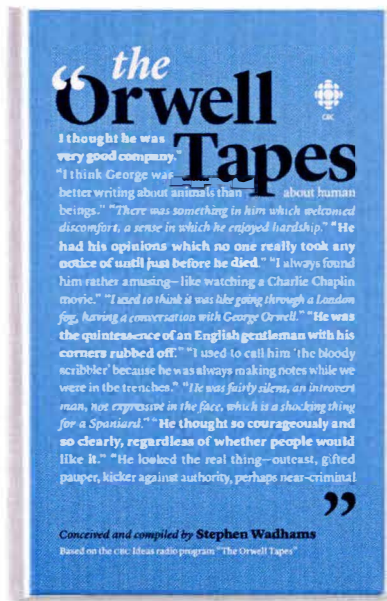 “the
Orwell
CBC
Tapes
I thought he was
very good company.”
“I think George was
better writing about animals than about human
beings.” “There was something in him which welcomed
discomfort, a sense in which he enjoyed hardship.” “He
had his opinions which no one really took any
notice of until just before he died.” “I always found
him rather amusing—like watching a Charlie Chaplin
movie.” “I used to think it was like going through a London
fog, having a conversation with George Orwell.” “He was
the quintessence of an English gentleman with his
corners rubbed off.” “I used to call him ‘the bloody
scribbler’ because he was always making notes while we
were in the trenches.” “He was fairly silent, an introvert
man, not expressive in the face, which is a shocking thing
for a Spaniard.” “He thought so courageously and
so clearly, regardless of whether people would
like it.” “He looked the real thing—outcast, gifted
pauper, kicker against authority, perhaps near-criminal
”
Conceived and compiled by Stephen Wadhams
Based on the CBC Ideas radio program “The Orwell Tapes”